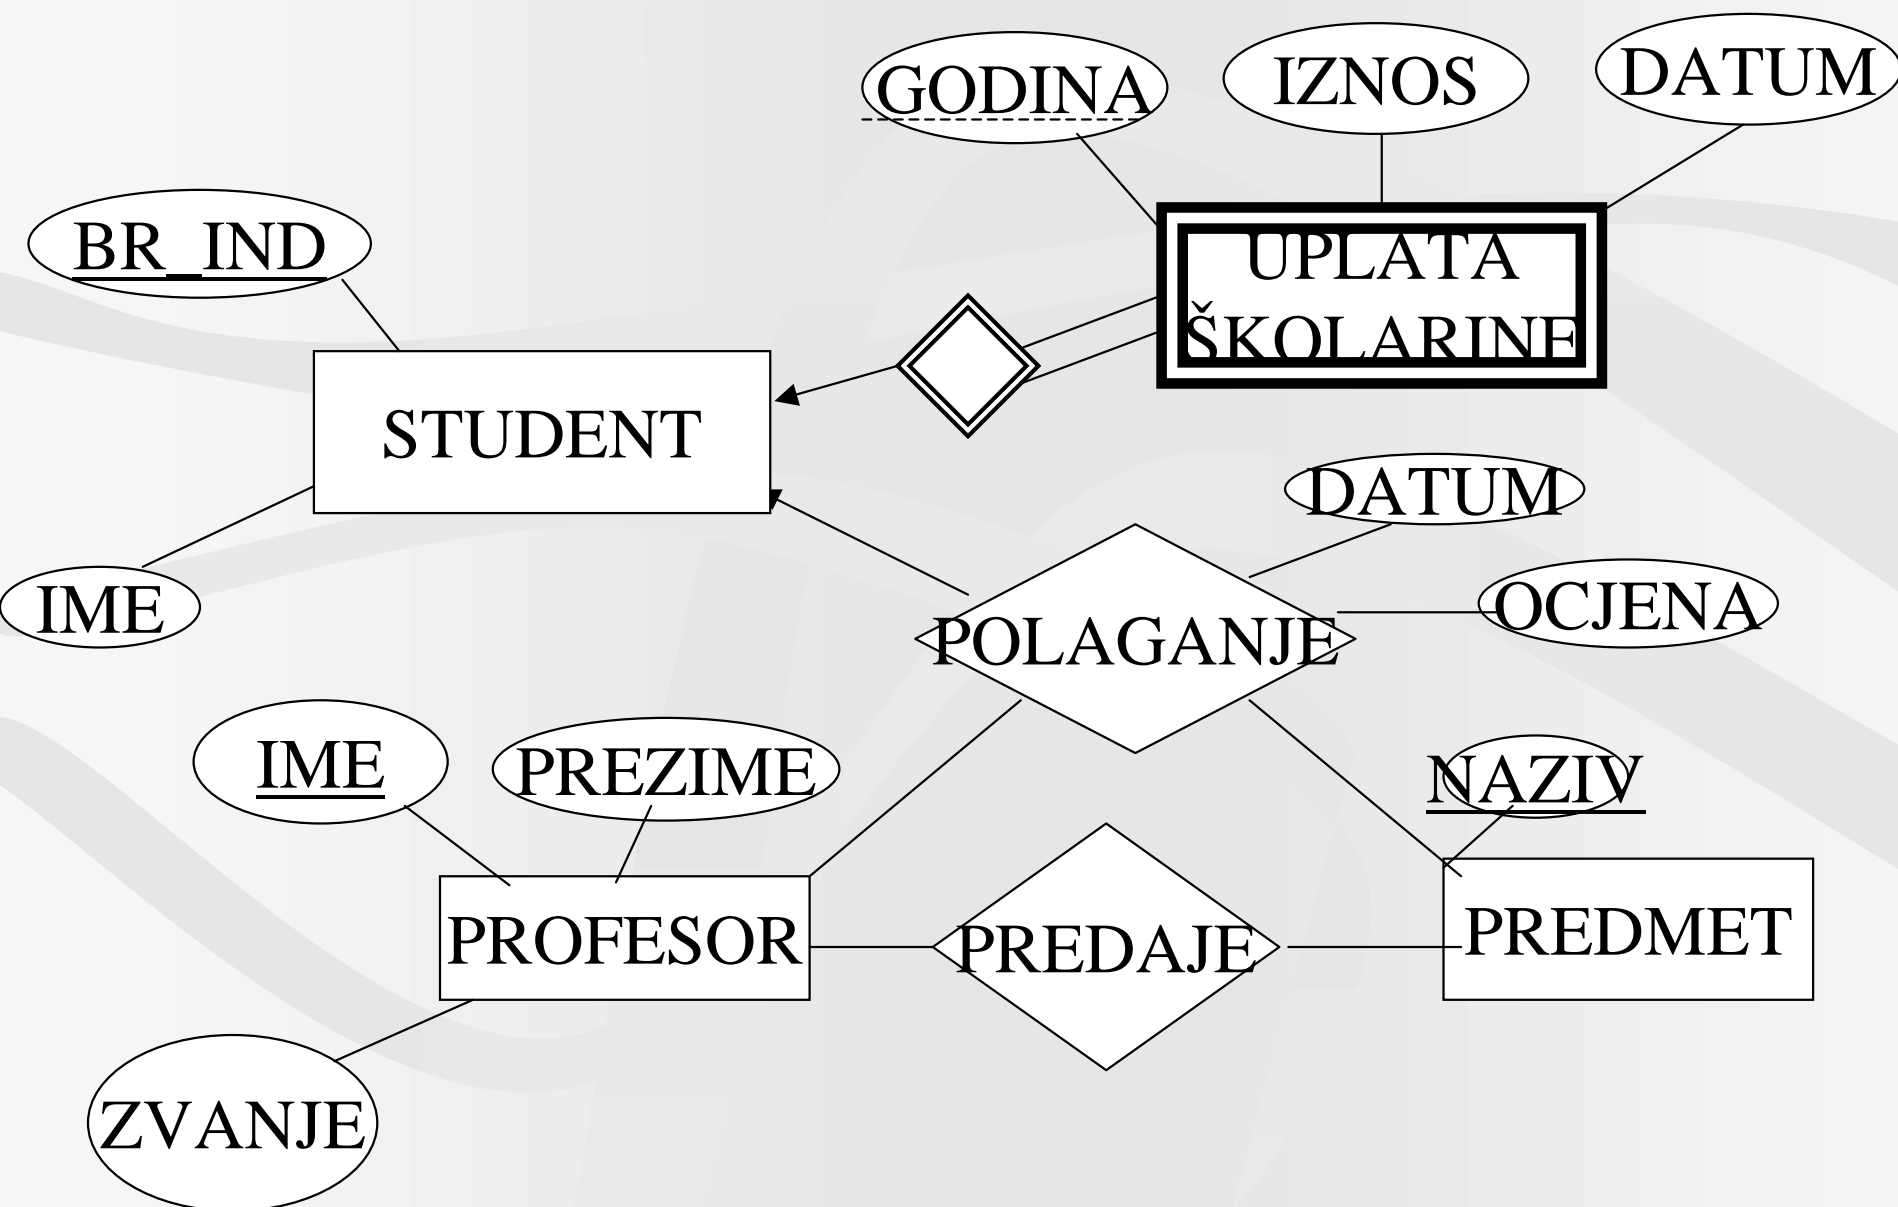 GODINA
IZNOS
DATUM
BR_IND
UPLATA
ŠKOLARINE
STUDENT
DATUM
IME
OCJENA
POLAGANJE
IME
PREZIME
NAZIV
PROFESOR
PREDAJE
PREDMET
ZVANJE